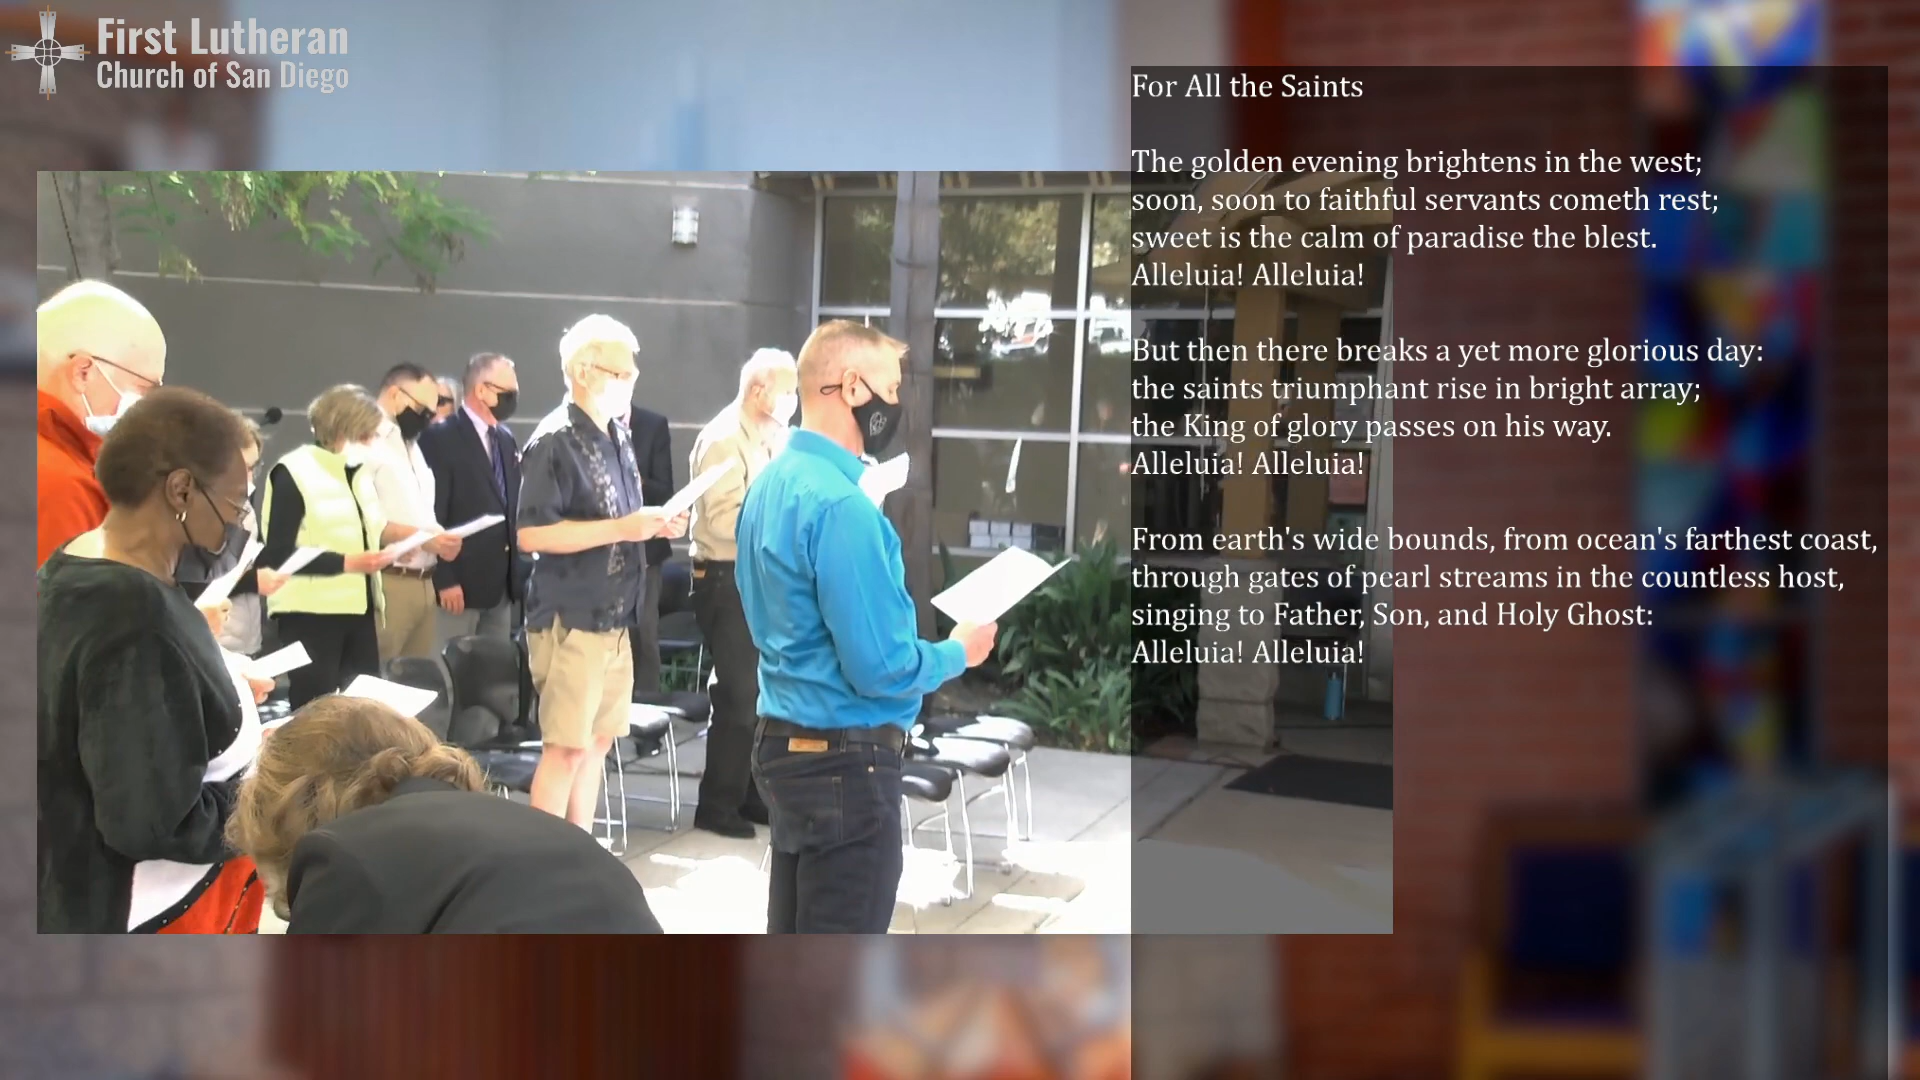 First Lutheran
Church of San Diego
For All the Saints
The golden evening brightens in the west;
soon, soon to faithful servants cometh rest;
sweet is the calm of paradise the blest.
Alleluia! Alleluia!
But then there breaks a yet more glorious day:
the saints triumphant rise in bright array;
the King of glory passes on his way.
Alleluia! Alleluia!
From earth's wide bounds, from ocean's farthest coast,
through gates of pearl streams in the countless host,
singing to Father, Son, and Holy Ghost:
Alleluia! Alleluia!